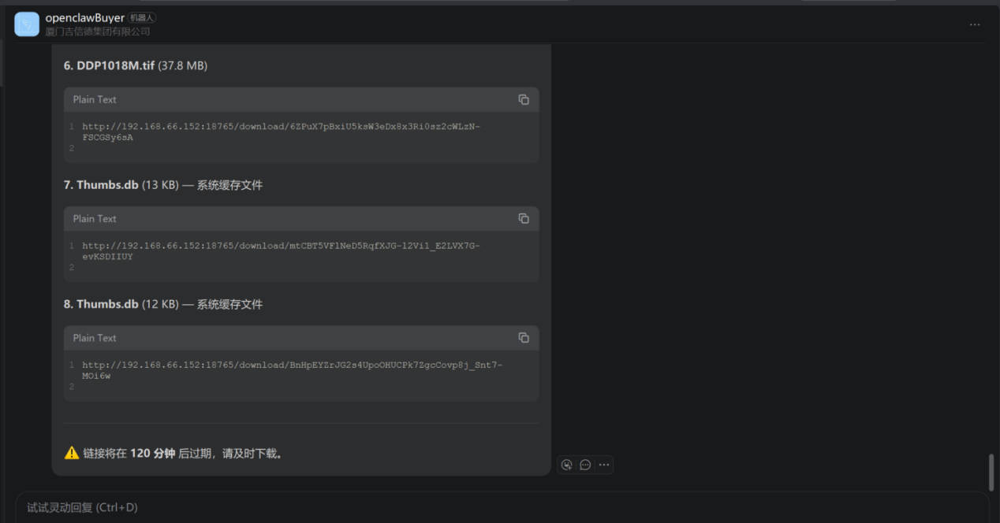 openclawBuyer 机器人
厦门吉信德集团有限公司
6. DDP1018M.tif (37.8 MB)
Plain Text
1 http://192.168.66.152:18765/download/6ZPuX7pBxiU5ksW3eDx8x3Ri0sz2cWLzN-
FSCGSy6sA
2
7. Thumbs.db (13 KB) — 系统缓存文件
Plain Text
1 http://192.168.66.152:18765/download/mtCBT5VFlNeD5RqfXJG-l2Vil_E2LVX7G-
evKSDIIUY
2
8. Thumbs.db (12 KB) — 系统缓存文件
Plain Text
1 http://192.168.66.152:18765/download/BnHpEYZrJG2s4UpoOHUCPk7ZgcCovp8j_Snt7-
MOi6w
2
链接将在 120 分钟 后过期，请及时下载。
试试灵动回复 (Ctrl+D)